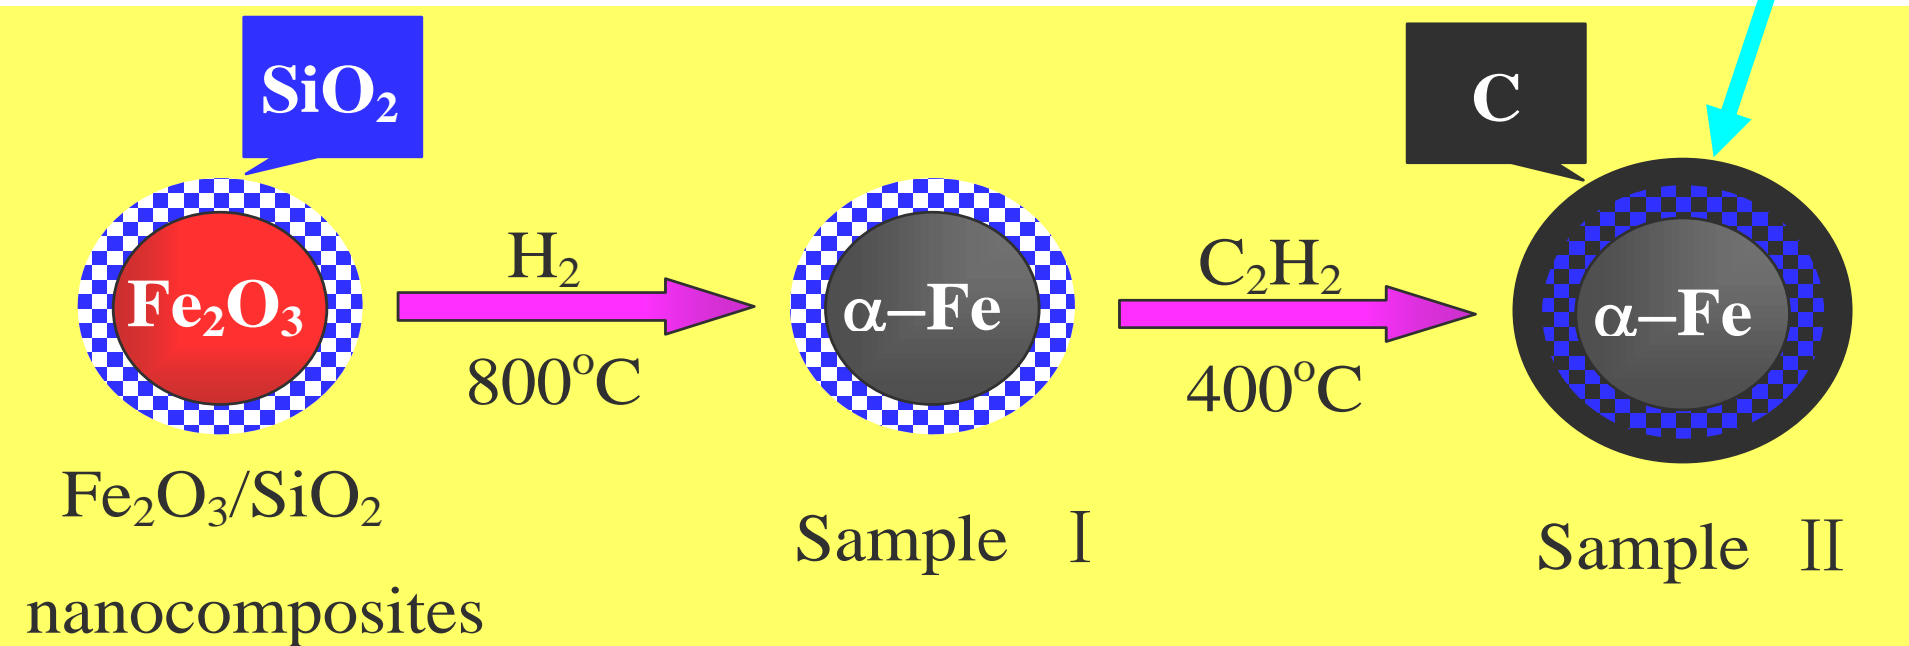 SiO₂
C
Fe₂O₃
H₂
800°C
α–Fe
C₂H₂
400°C
α–Fe
Fe₂O₃/SiO₂
nanocomposites
Sample Ⅰ
Sample Ⅱ